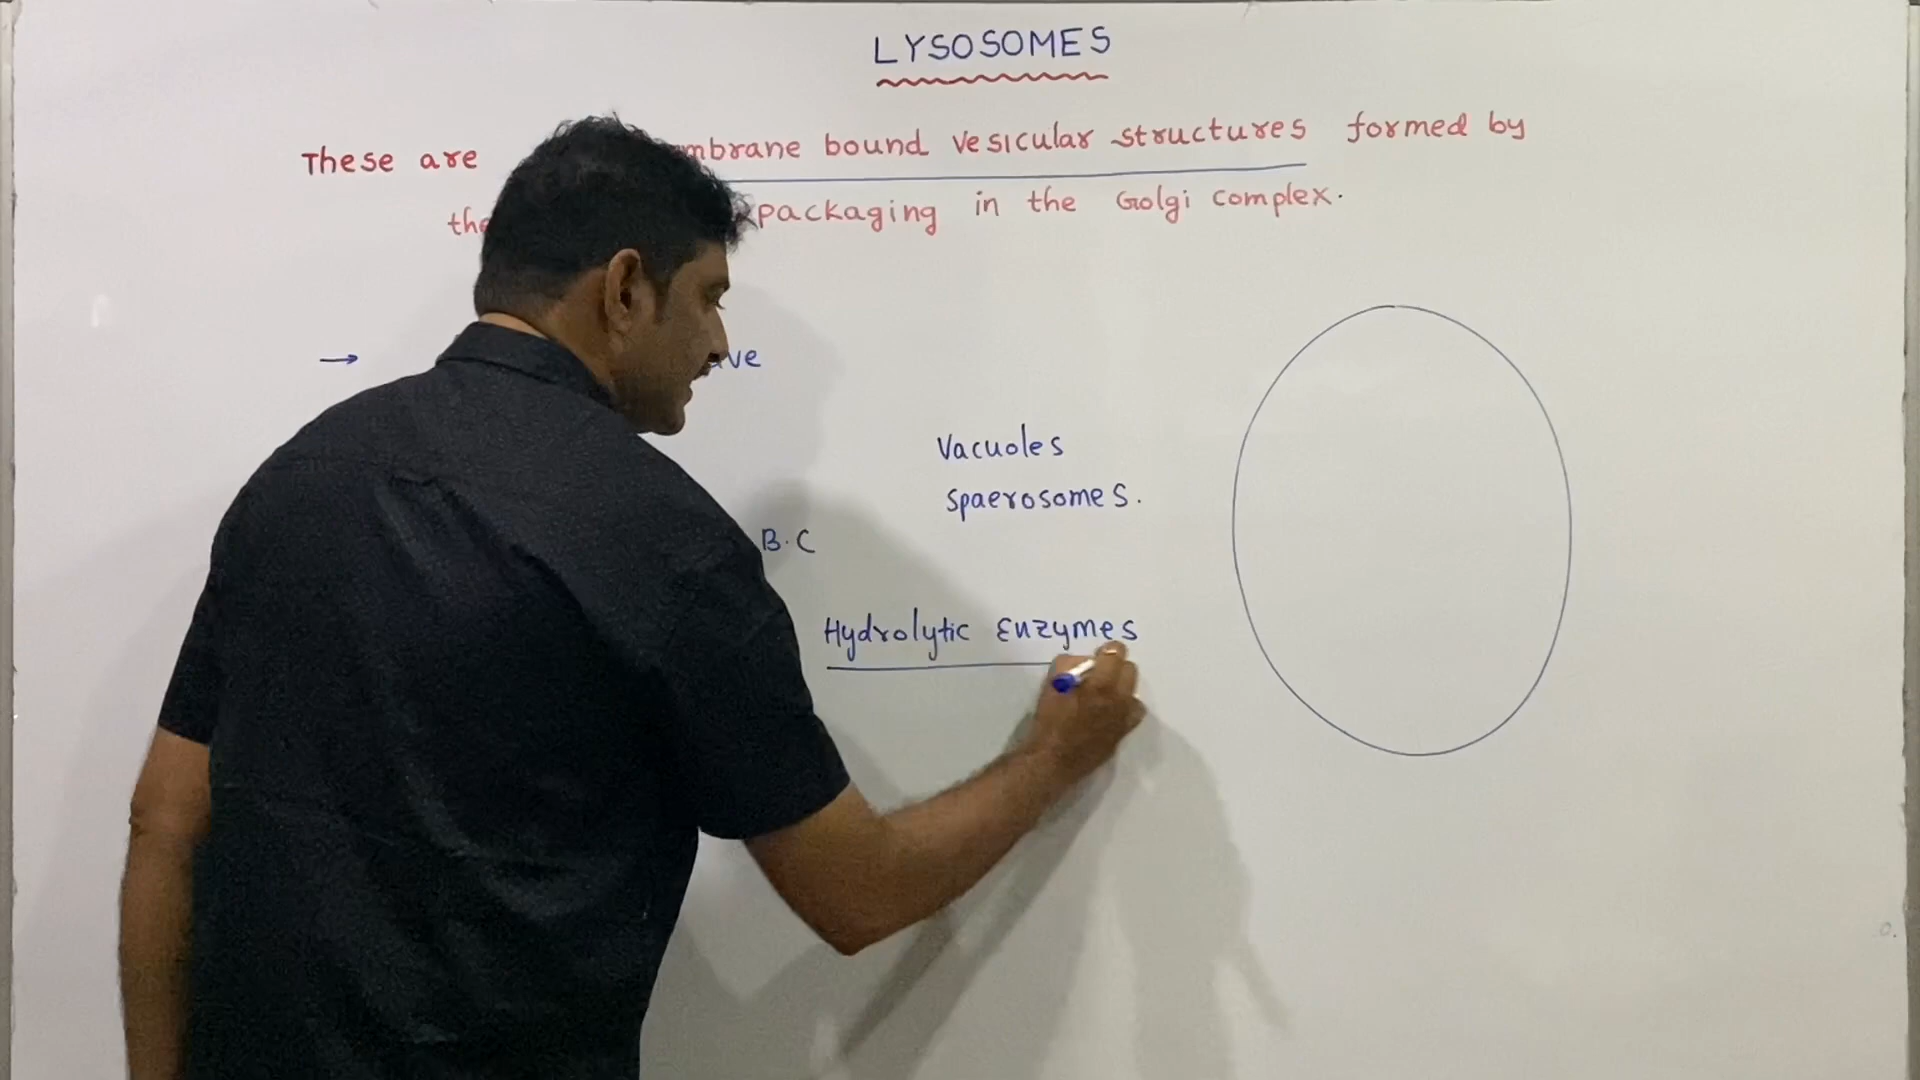 LYSOSOMES
These are mbrane bound vesicular structures formed by
the packaging in the Golgi complex.
→ ave
Vacuoles
spaerosomes.
B.C
Hydrolytic Enzymes